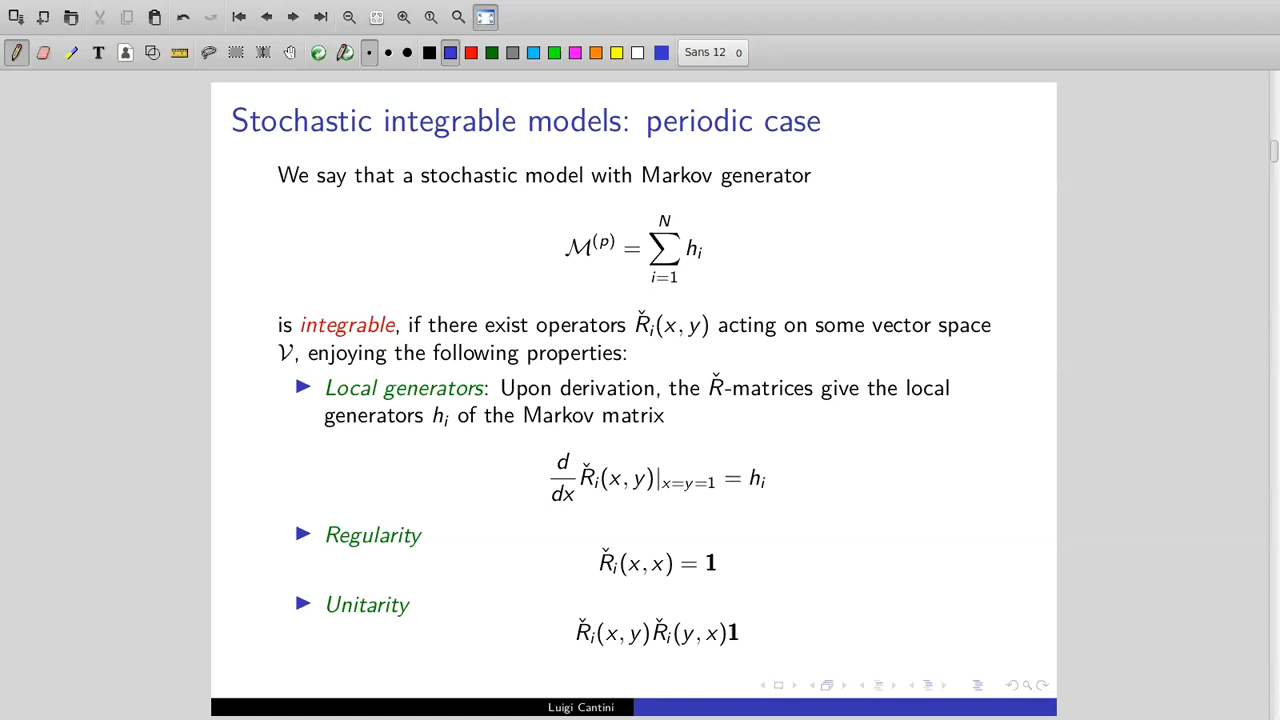 Sans 12 0
Stochastic integrable models: periodic case
We say that a stochastic model with Markov generator
ℳ^(p) = ∑_{i=1}^{N} h_i
is integrable, if there exist operators Ř_i(x, y) acting on some vector space
𝒱, enjoying the following properties:
▶ Local generators: Upon derivation, the Ř-matrices give the local
generators h_i of the Markov matrix
d/dx Ř_i(x, y)|_{x=y=1} = h_i
▶ Regularity
Ř_i(x, x) = 1
▶ Unitarity
Ř_i(x, y)Ř_i(y, x)1
Luigi Cantini